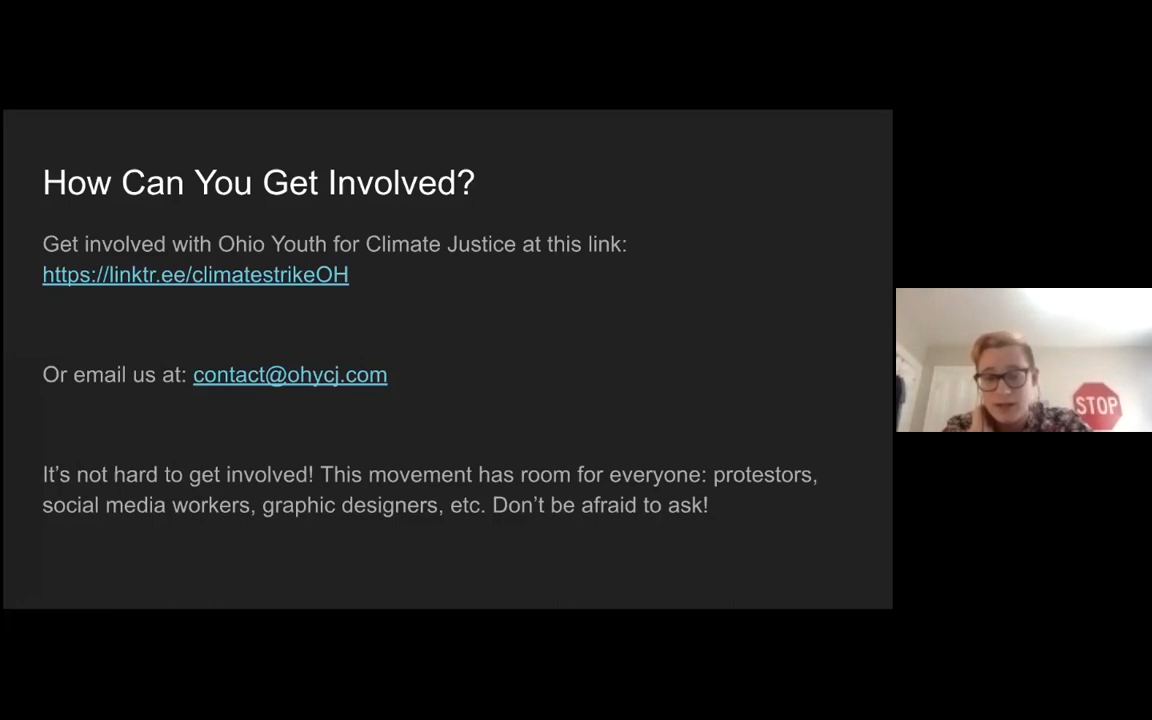 How Can You Get Involved?
Get involved with Ohio Youth for Climate Justice at this link:
https://linktr.ee/climatestrikeOH
Or email us at: contact@ohycj.com
It’s not hard to get involved! This movement has room for everyone: protestors,
social media workers, graphic designers, etc. Don’t be afraid to ask!
STOP